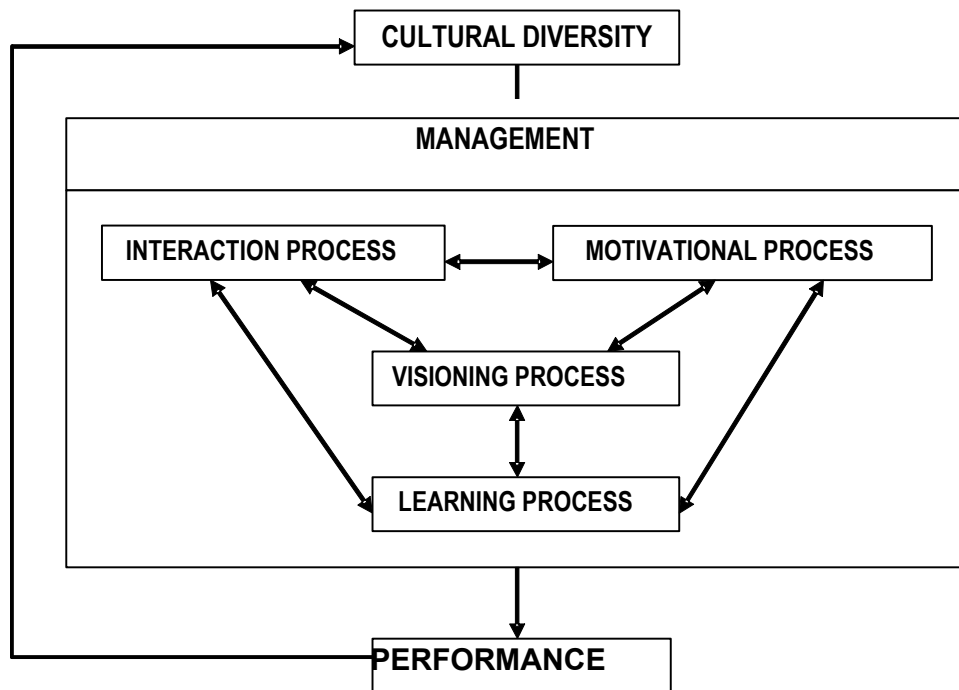 CULTURAL DIVERSITY
MANAGEMENT
INTERACTION PROCESS
MOTIVATIONAL PROCESS
VISIONING PROCESS
LEARNING PROCESS
PERFORMANCE